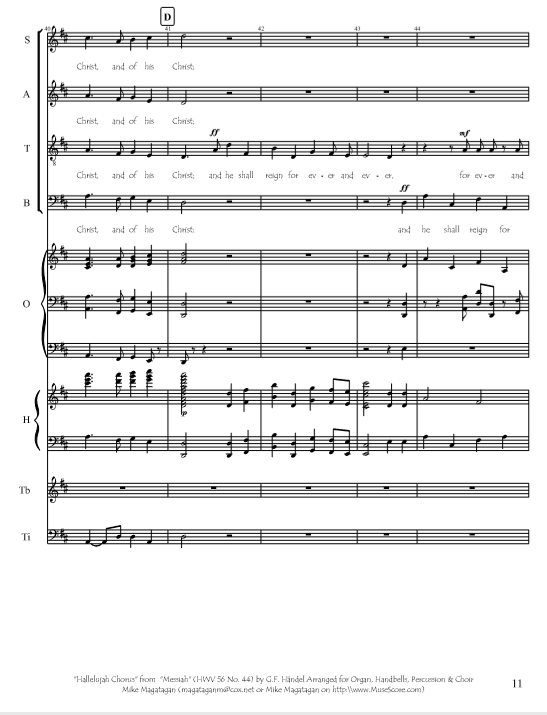 D
40 41 42 43 44
S
Christ, and of his Christ;
A
Christ, and of his Christ;
ff mf
T
8
Christ, and of his Christ; and he shall reign for ev - er and ev - er, for ev - er and
ff
B
Christ, and of his Christ; and he shall reign for
O
p
H
Tb
Ti
"Hallelujah Chorus" from "Messiah" (HWV 56 No. 44) by G.F. Händel Arranged for Organ, Handbells, Percussion & Choir
Mike Magatagan (magataganm@cox.net or Mike Magatagan on http:\\www.MuseScore.com)
11